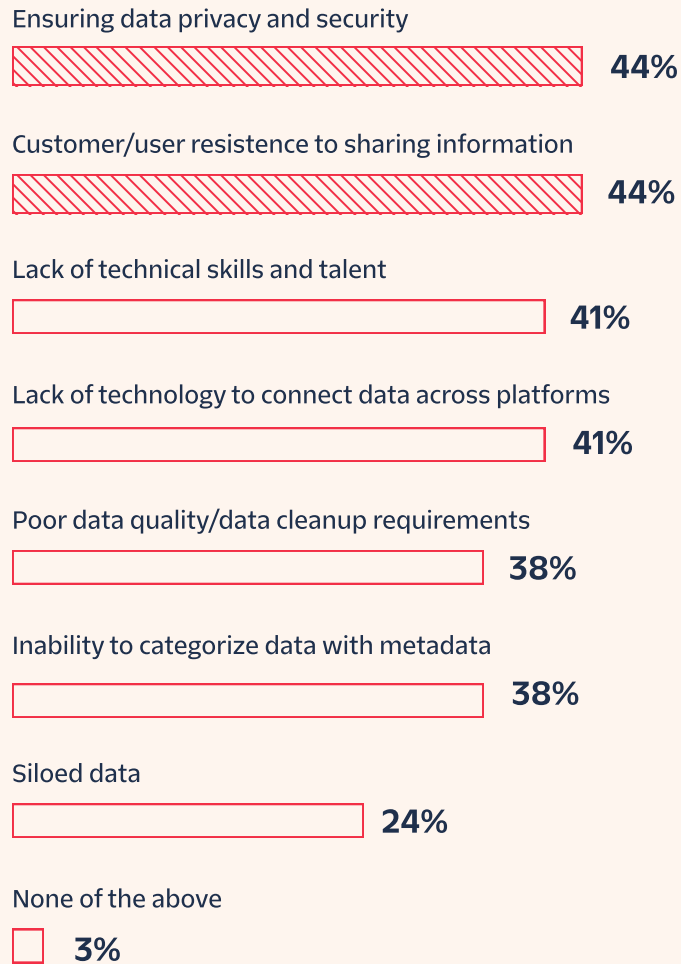 Ensuring data privacy and security
44%
Customer/user resistence to sharing information
44%
Lack of technical skills and talent
41%
Lack of technology to connect data across platforms
41%
Poor data quality/data cleanup requirements
38%
Inability to categorize data with metadata
38%
Siloed data
24%
None of the above
3%